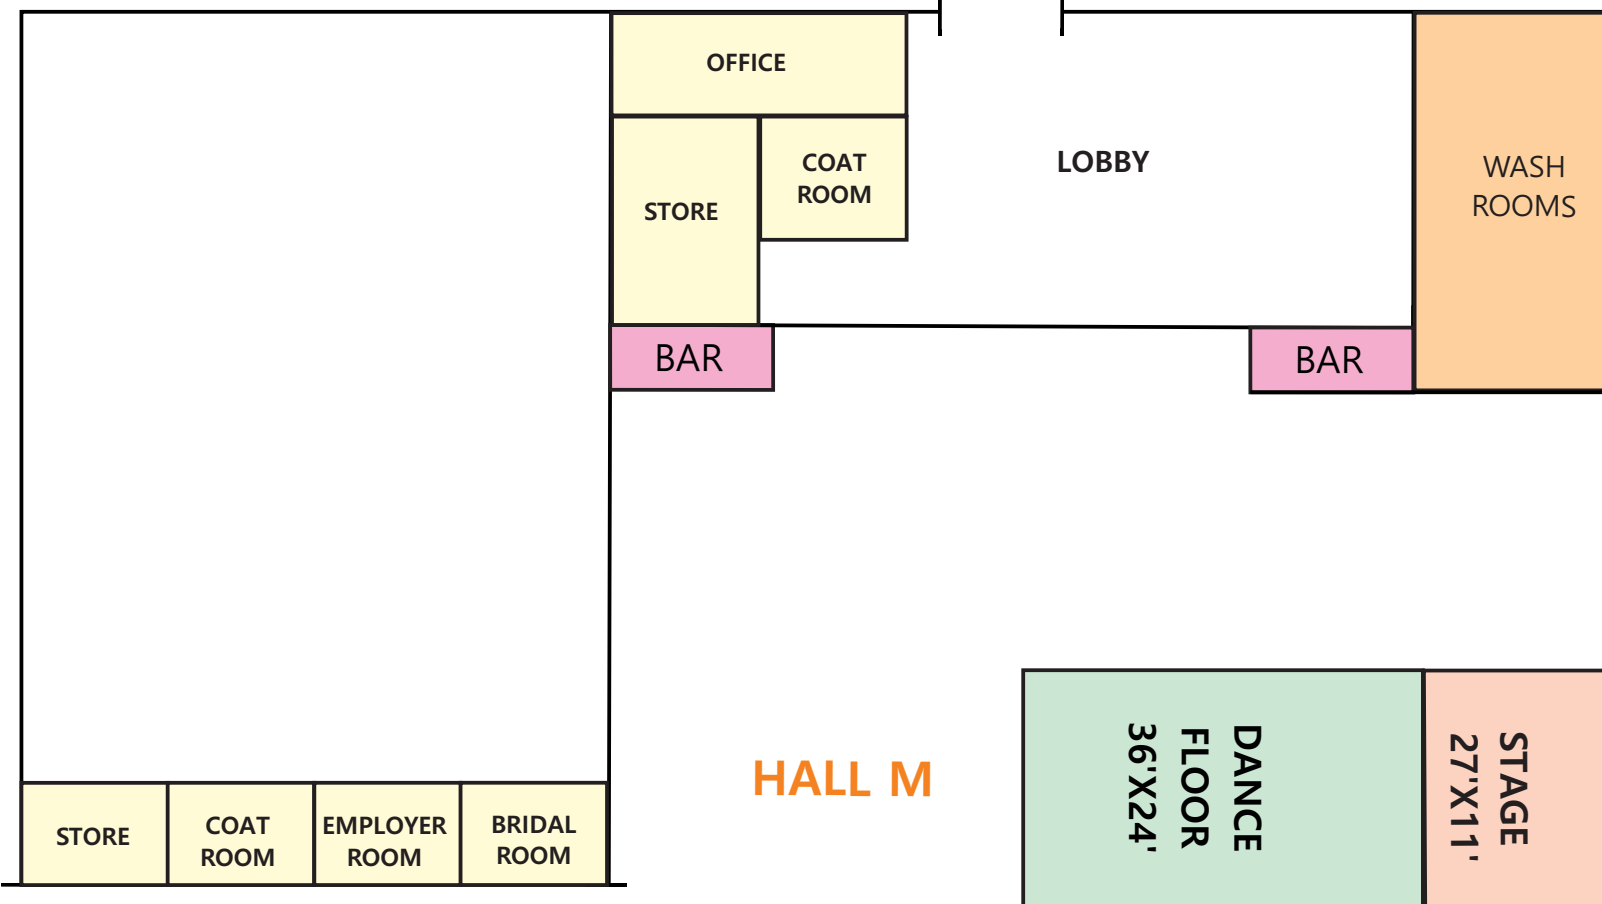 OFFICE
COAT
ROOM
STORE
LOBBY
WASH
ROOMS
BAR
BAR
HALL M
DANCE
FLOOR
36'X24'
STAGE
27'X11'
STORE
COAT
ROOM
EMPLOYER
ROOM
BRIDAL
ROOM